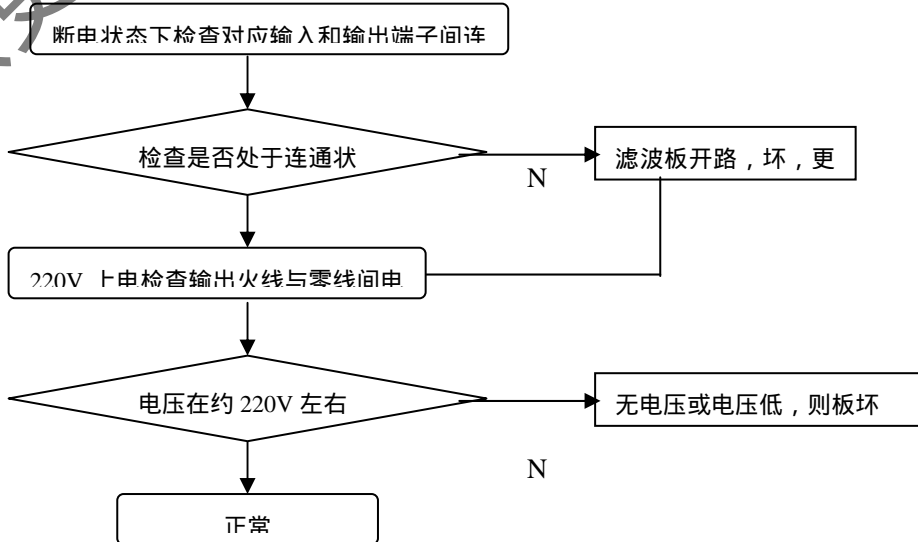 断电状态下检查对应输入和输出端子间连
检查是否处于连通状
N
滤波板开路，坏，更
220V 上电检查输出火线与零线间电
电压在约 220V 左右
无电压或电压低，则板坏
N
正常